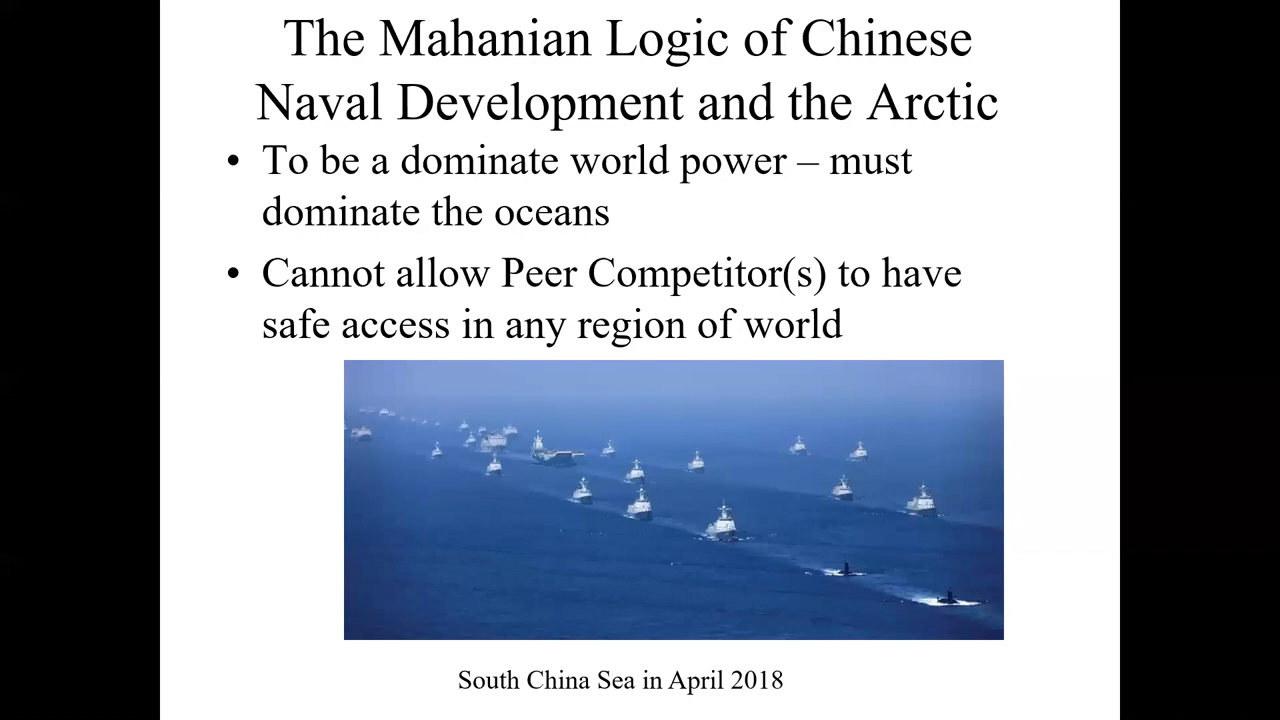 The Mahanian Logic of Chinese
Naval Development and the Arctic
• To be a dominate world power – must
dominate the oceans
• Cannot allow Peer Competitor(s) to have
safe access in any region of world
South China Sea in April 2018